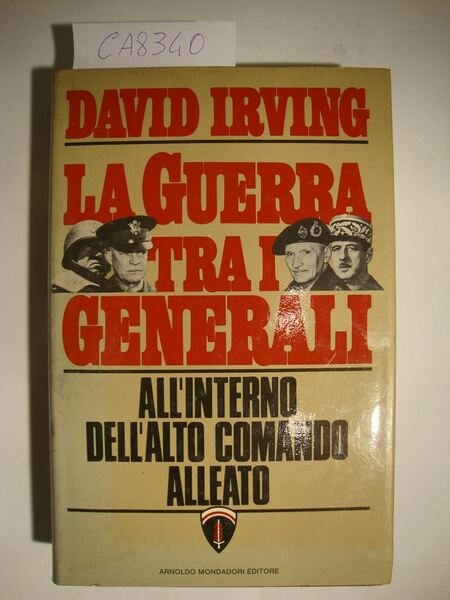 CA8340
DAVID IRVING
LA GUERRA
TRA I
GENERALI
ALL'INTERNO
DELL'ALTO COMANDO
ALLEATO
ARNOLDO MONDADORI EDITORE